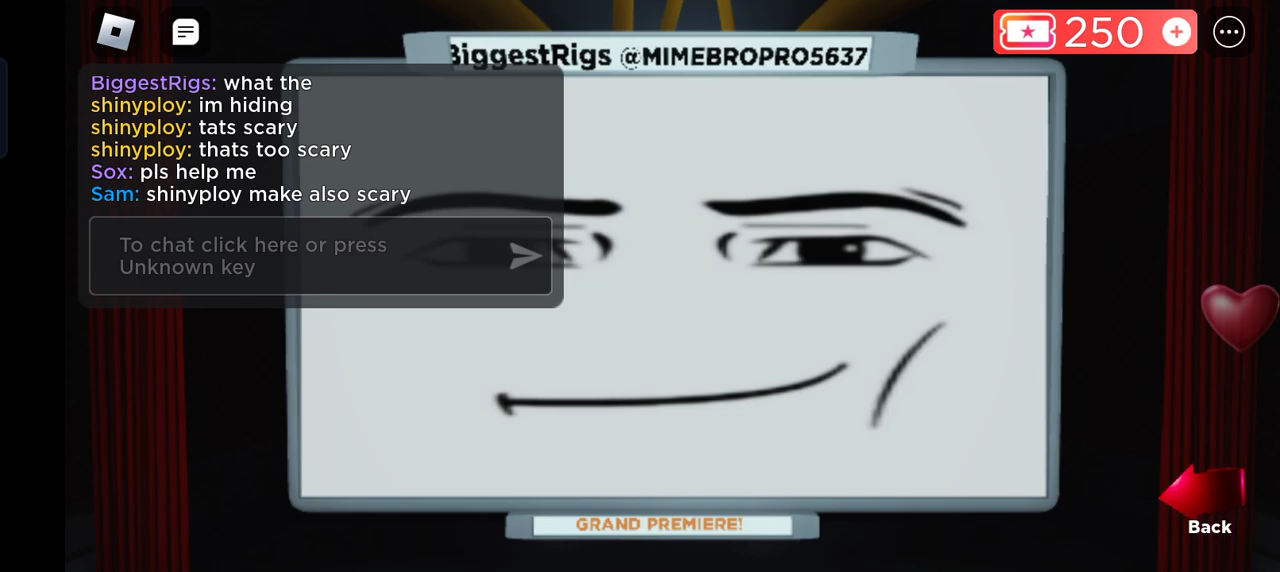 BiggestRigs @MIMEBROPRO5637
250
BiggestRigs: what the
shinyploy: im hiding
shinyploy: tats scary
shinyploy: thats too scary
Sox: pls help me
Sam: shinyploy make also scary
To chat click here or press
Unknown key
GRAND PREMIERE!
Back